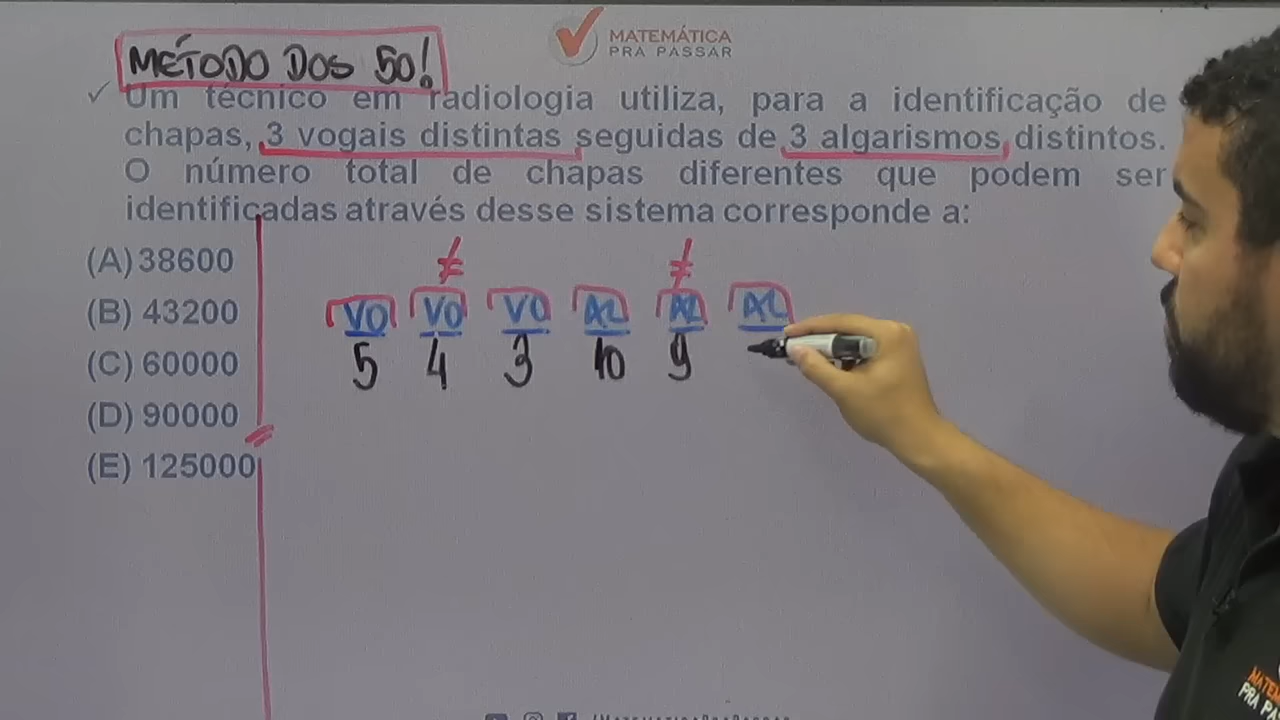 MATEMÁTICA
PRA PASSAR
MÉTODO DOS 50!
✓ Um técnico em radiologia utiliza, para a identificação de
chapas, 3 vogais distintas seguidas de 3 algarismos distintos.
O número total de chapas diferentes que podem ser
identificadas através desse sistema corresponde a:
(A) 38600
(B) 43200
(C) 60000
(D) 90000
(E) 125000
≠ ≠
VO VO VO AL AL AL
5 4 3 10 9
PRA PA